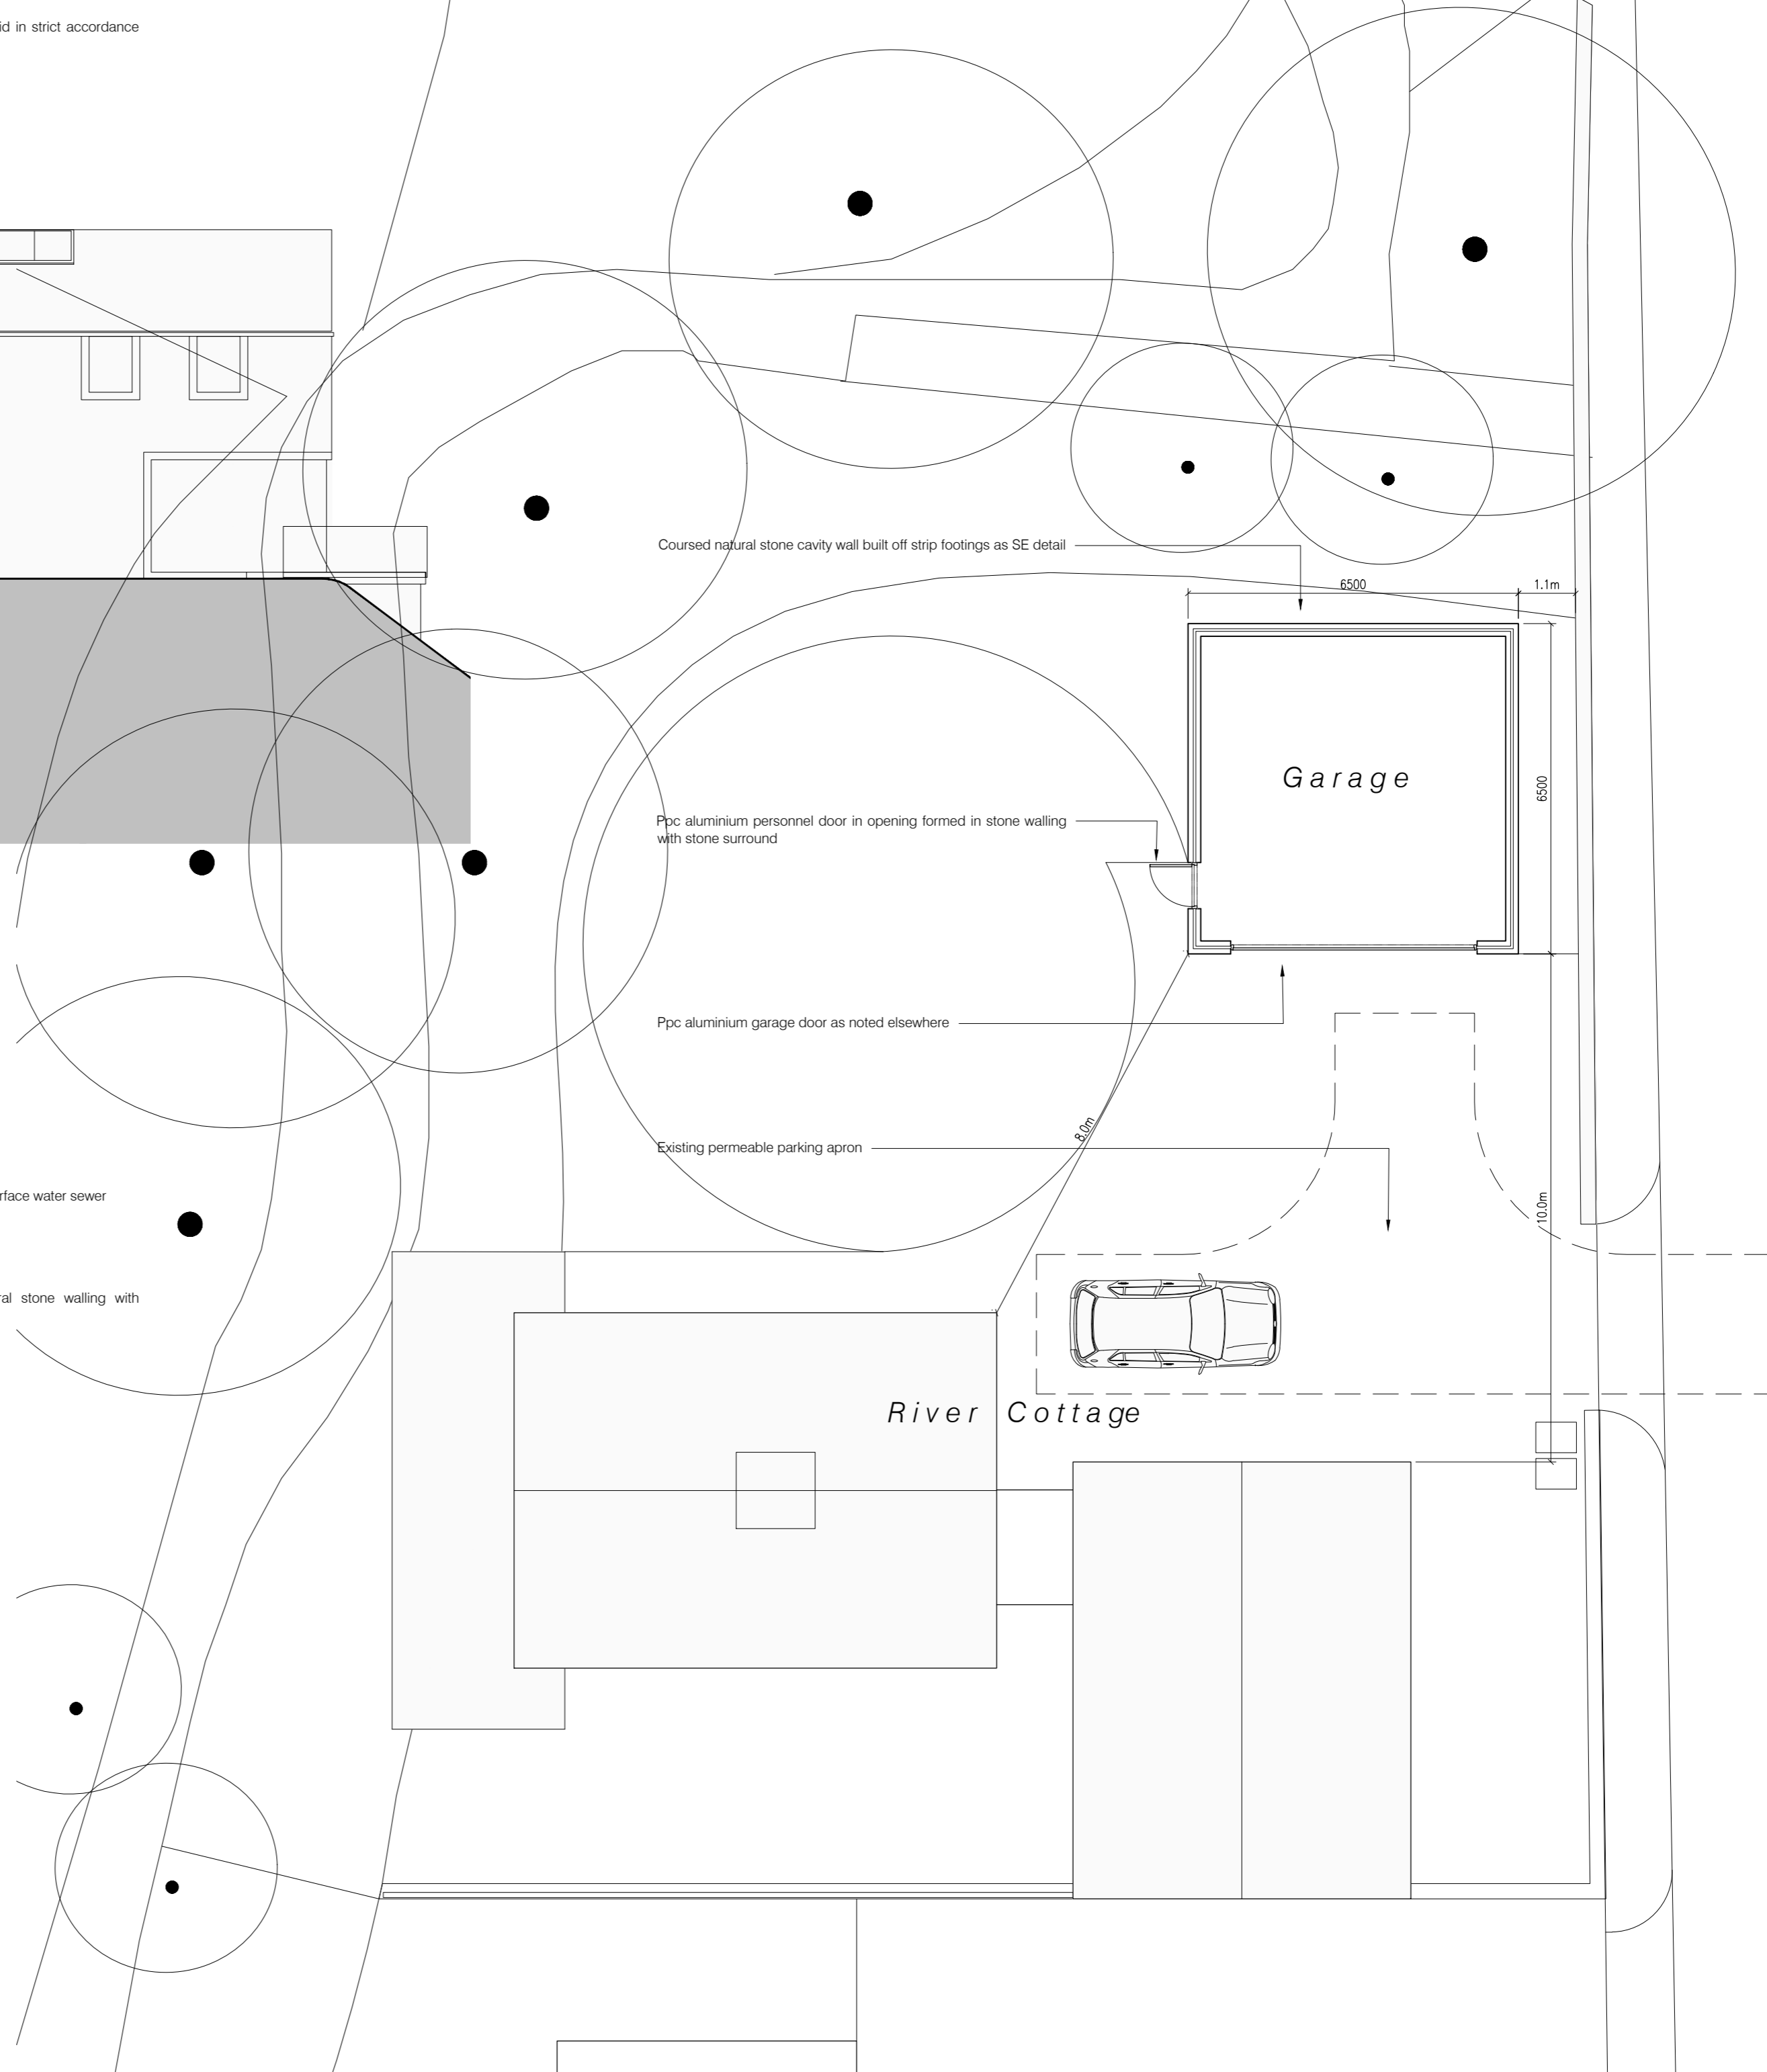 id in strict accordance
Coursed natural stone cavity wall built off strip footings as SE detail
6500
1.1m
Garage
6500
Ppc aluminium personnel door in opening formed in stone walling
with stone surround
Ppc aluminium garage door as noted elsewhere
8.0m
Existing permeable parking apron
rface water sewer
10.0m
al stone walling with
River Cottage